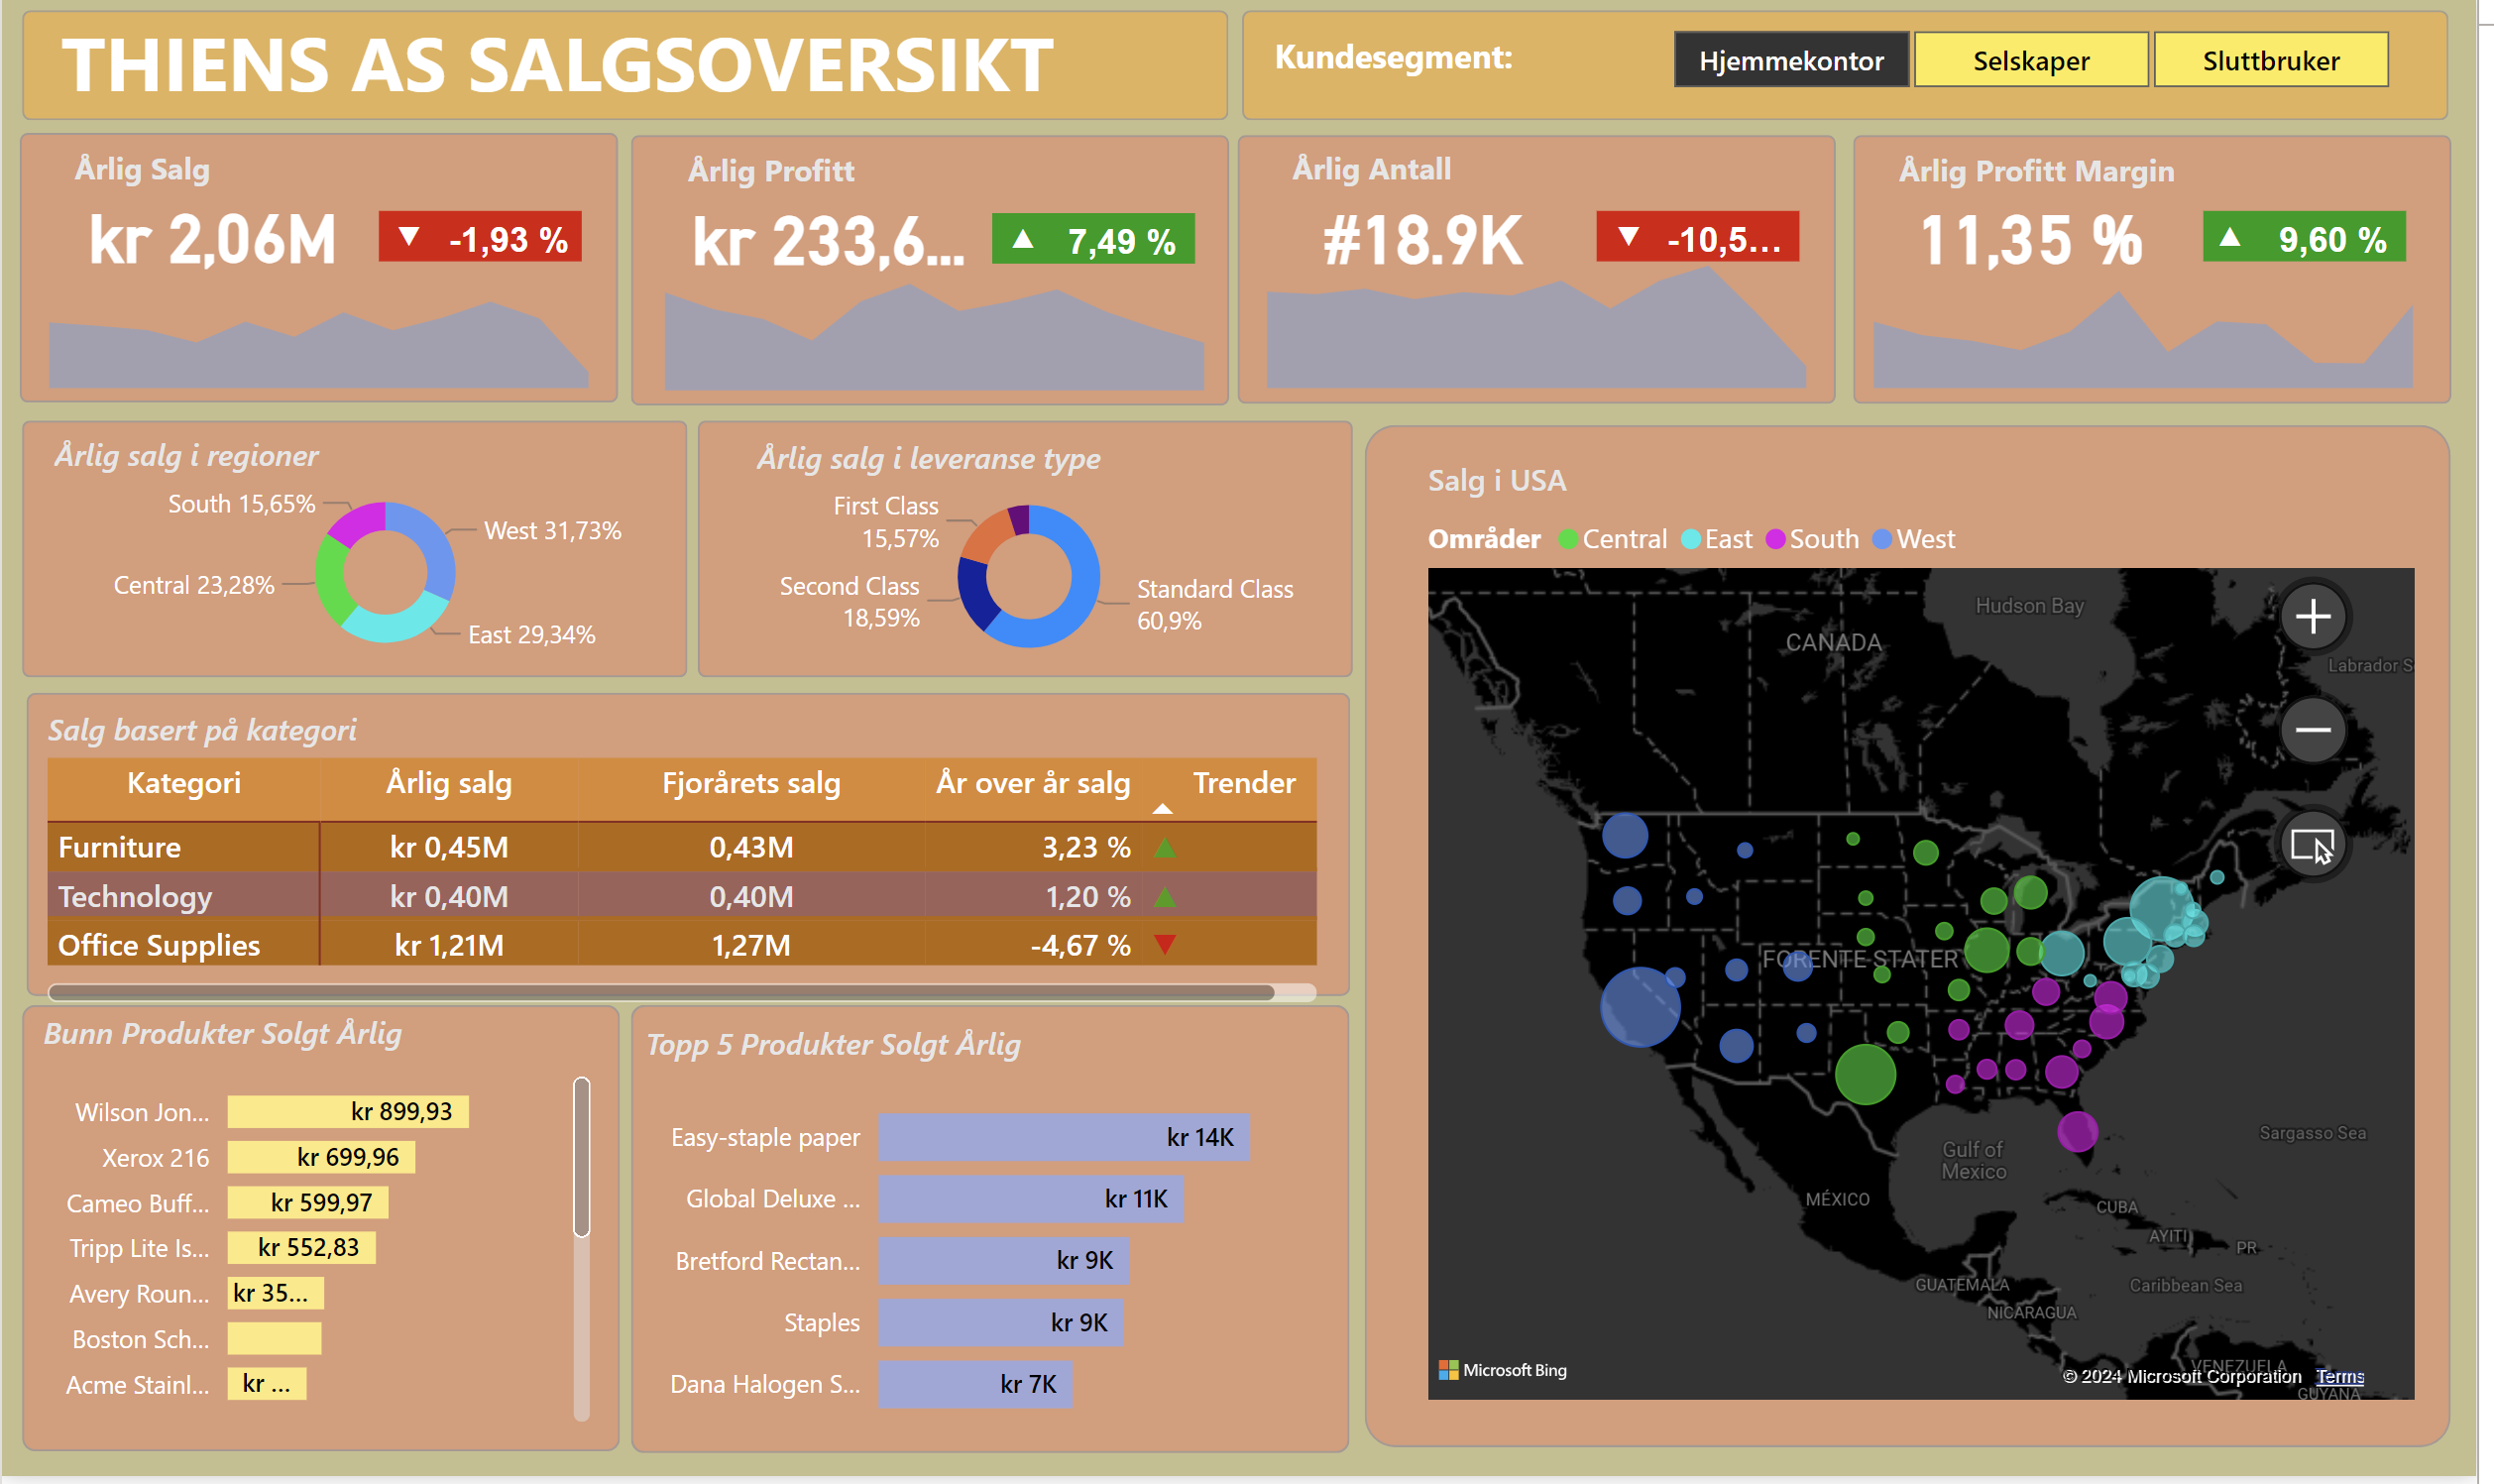 THIENS AS SALGSOVERSIKT
Kundesegment:
Hjemmekontor
Selskaper
Sluttbruker
Årlig Salg
kr 2,06M
-1,93 %
Årlig Profitt
kr 233,6...
7,49 %
Årlig Antall
#18.9K
-10,5...
Årlig Profitt Margin
11,35 %
9,60 %
Årlig salg i regioner
South 15,65%
West 31,73%
Central 23,28%
East 29,34%
Årlig salg i leveranse type
First Class
15,57%
Second Class
18,59%
Standard Class
60,9%
Salg basert på kategori
Kategori Årlig salg Fjorårets salg År over år salg Trender
Furniture kr 0,45M 0,43M 3,23 %
Technology kr 0,40M 0,40M 1,20 %
Office Supplies kr 1,21M 1,27M -4,67 %
Bunn Produkter Solgt Årlig
Wilson Jon... kr 899,93
Xerox 216 kr 699,96
Cameo Buff... kr 599,97
Tripp Lite Is... kr 552,83
Avery Roun... kr 35...
Boston Sch...
Acme Stainl... kr ...
Topp 5 Produkter Solgt Årlig
Easy-staple paper kr 14K
Global Deluxe ... kr 11K
Bretford Rectan... kr 9K
Staples kr 9K
Dana Halogen S... kr 7K
Salg i USA
Områder Central East South West
Hudson Bay
CANADA
Labrador S
FORENTE STATER
Sargasso Sea
Gulf of
Mexico
MÉXICO
CUBA
AYITI
PR
GUATEMALA
Caribbean Sea
NICARAGUA
VENEZUELA
Microsoft Bing
© 2024 Microsoft Corporation Terms
GUYANA